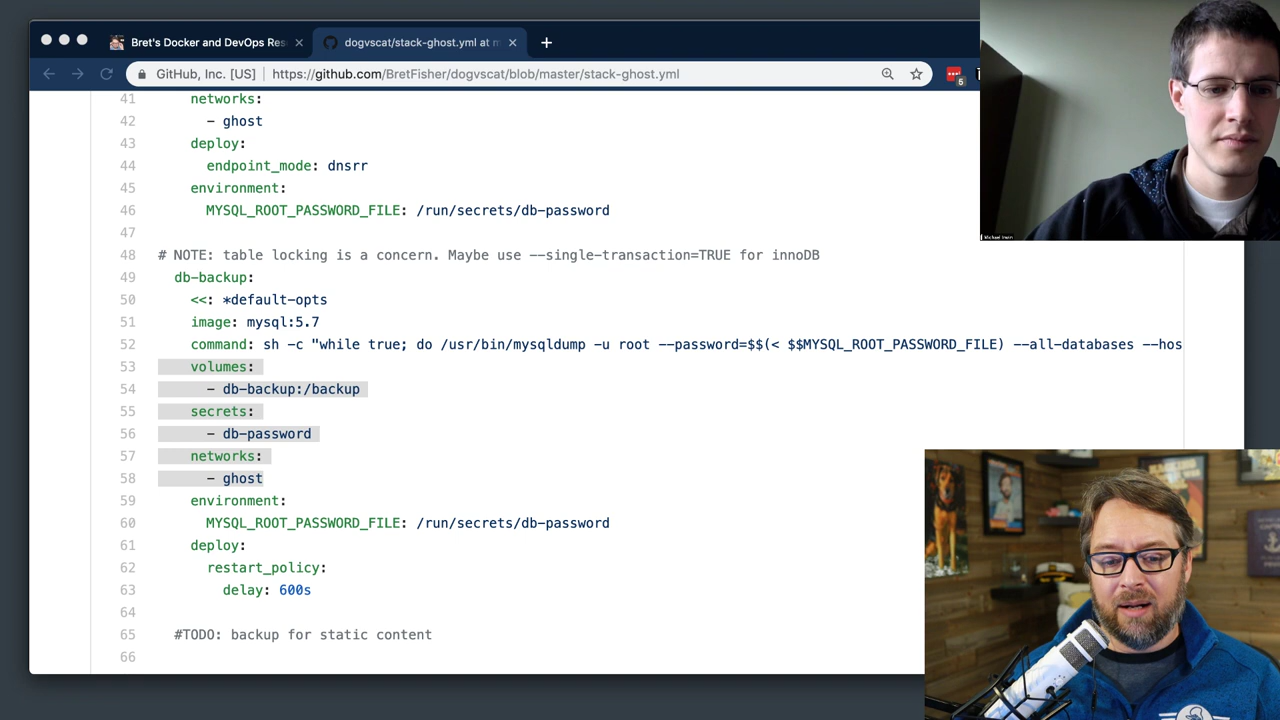 Bret's Docker and DevOps Res
dogvscat/stack-ghost.yml at m
GitHub, Inc. [US] | https://github.com/BretFisher/dogvscat/blob/master/stack-ghost.yml
6
41 networks:
42 - ghost
43 deploy:
44 endpoint_mode: dnsrr
45 environment:
46 MYSQL_ROOT_PASSWORD_FILE: /run/secrets/db-password
47
48 # NOTE: table locking is a concern. Maybe use --single-transaction=TRUE for innoDB
49 db-backup:
50 <<: *default-opts
51 image: mysql:5.7
52 command: sh -c "while true; do /usr/bin/mysqldump -u root --password=$$(< $$MYSQL_ROOT_PASSWORD_FILE) --all-databases --hos
53 volumes:
54 - db-backup:/backup
55 secrets:
56 - db-password
57 networks:
58 - ghost
59 environment:
60 MYSQL_ROOT_PASSWORD_FILE: /run/secrets/db-password
61 deploy:
62 restart_policy:
63 delay: 600s
64
65 #TODO: backup for static content
66
Michael Irwin